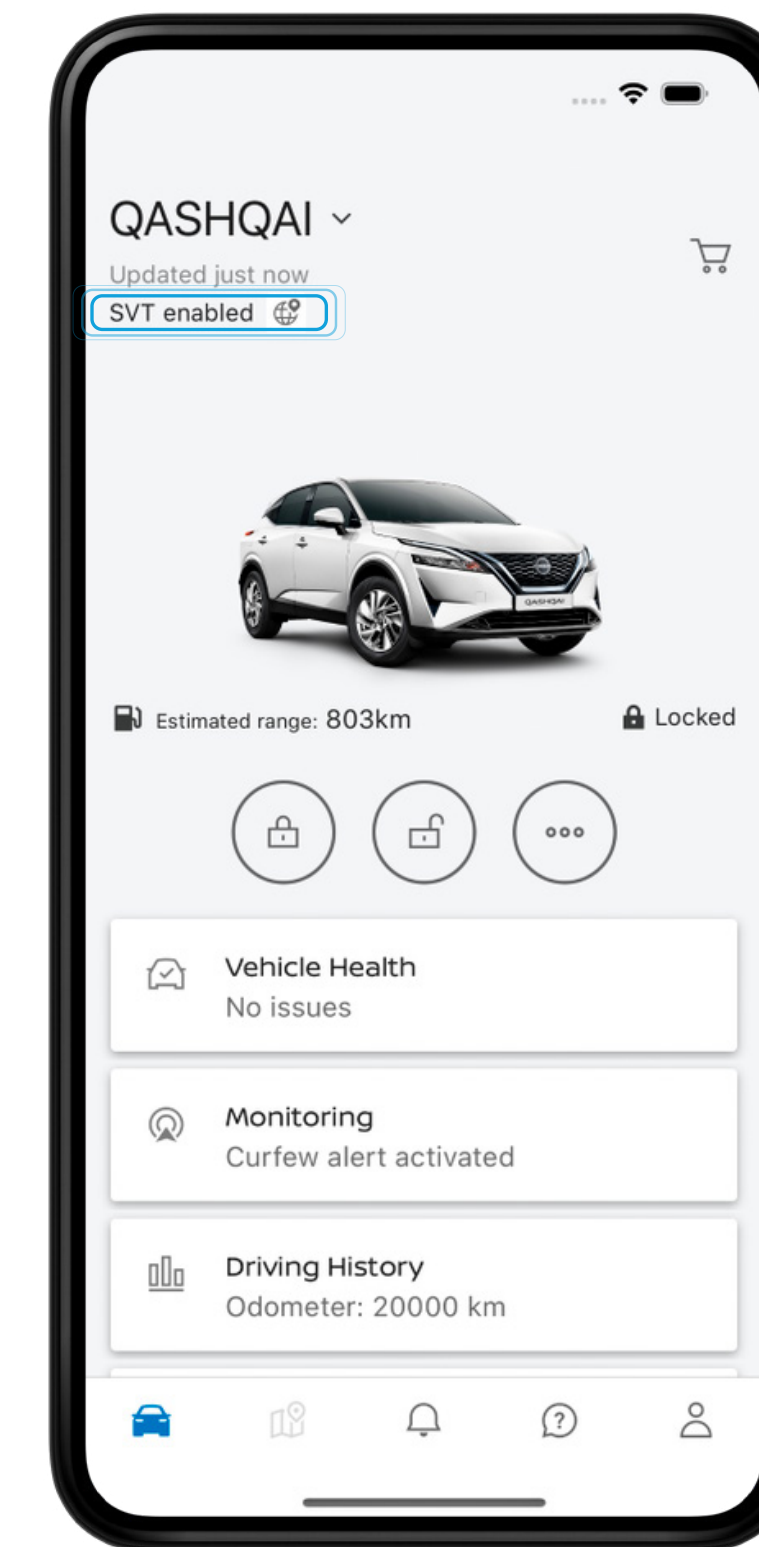 QASHQAI
Updated just now
SVT enabled
QASHQAI
Estimated range: 803km
Locked
Vehicle Health
No issues
Monitoring
Curfew alert activated
Driving History
Odometer: 20000 km
?